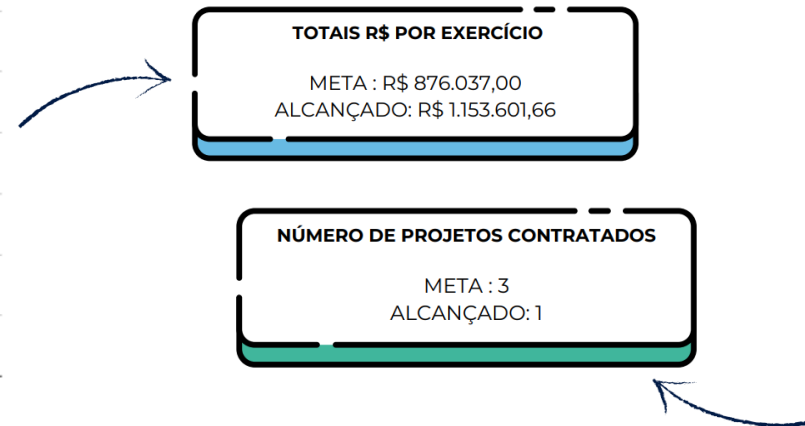 TOTAIS R$ POR EXERCÍCIO
META : R$ 876.037,00
ALCANÇADO: R$ 1.153.601,66
NÚMERO DE PROJETOS CONTRATADOS
META : 3
ALCANÇADO: 1